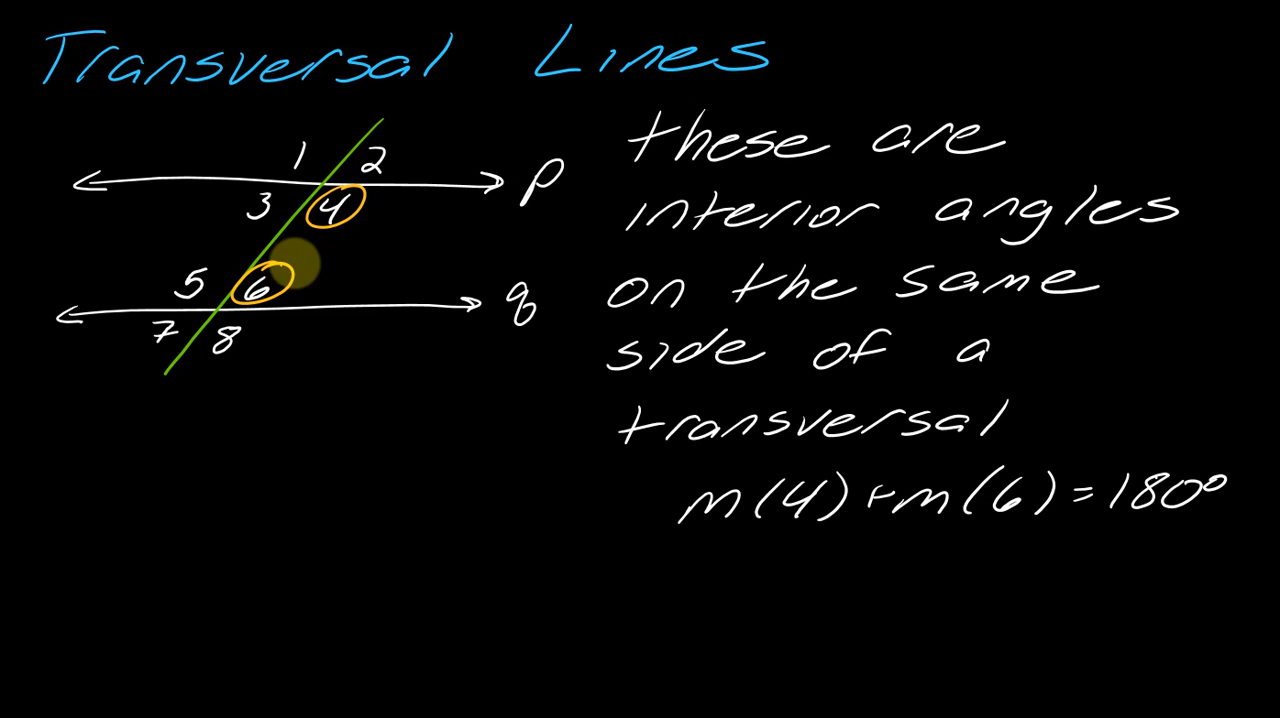 Transversal Lines
1 2
p
3 4
5 6
q
7 8
these are
interior angles
on the same
side of a
transversal
m(4)+m(6)=180°